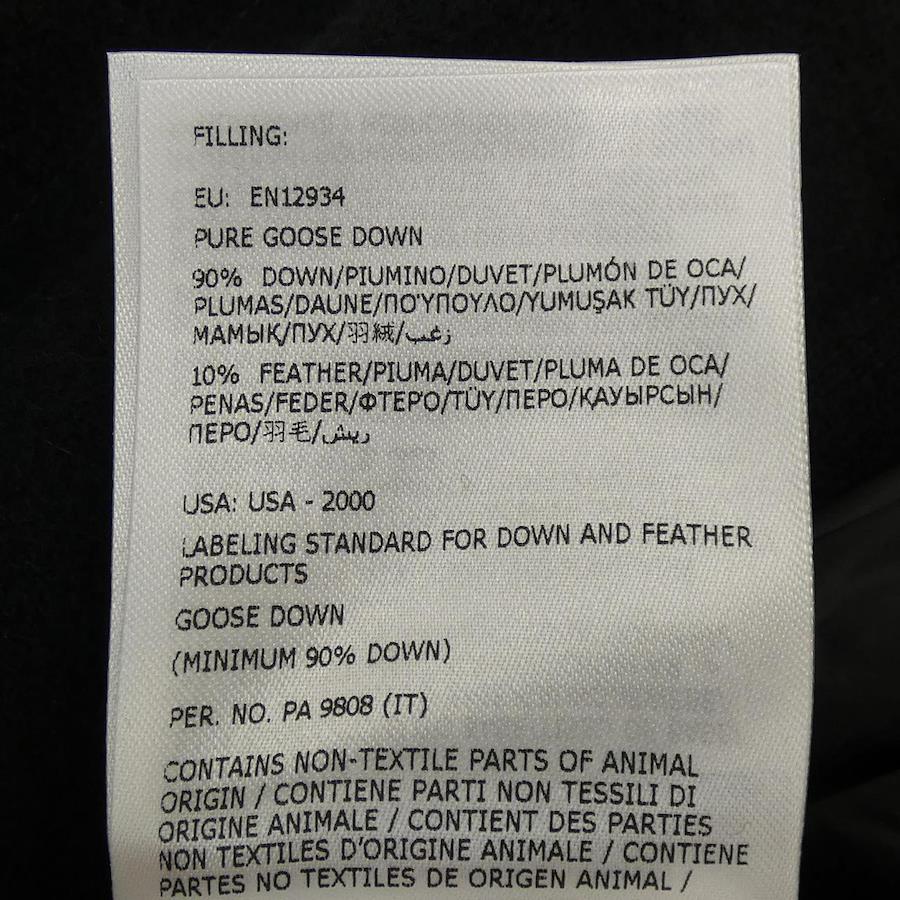 FILLING:
EU: EN12934
PURE GOOSE DOWN
90% DOWN/PIUMINO/DUVET/PLUMÓN DE OCA/
PLUMAS/DAUNE/ΠΟΎΠΟΥΛΟ/YUMUŞAK TÜY/ПУХ/
МАМЫҚ/ПУХ/羽絨/زغب
10% FEATHER/PIUMA/DUVET/PLUMA DE OCA/
PENAS/FEDER/ΦΤΕΡΌ/TÜY/ПЕРО/ҚАУЫРСЫН/
ПЕРО/羽毛/ريش
USA: USA - 2000
LABELING STANDARD FOR DOWN AND FEATHER
PRODUCTS
GOOSE DOWN
(MINIMUM 90% DOWN)
PER. NO. PA 9808 (IT)
CONTAINS NON-TEXTILE PARTS OF ANIMAL
ORIGIN / CONTIENE PARTI NON TESSILI DI
ORIGINE ANIMALE / CONTIENT DES PARTIES
NON TEXTILES D'ORIGINE ANIMALE / CONTIENE
PARTES NO TEXTILES DE ORIGEN ANIMAL /